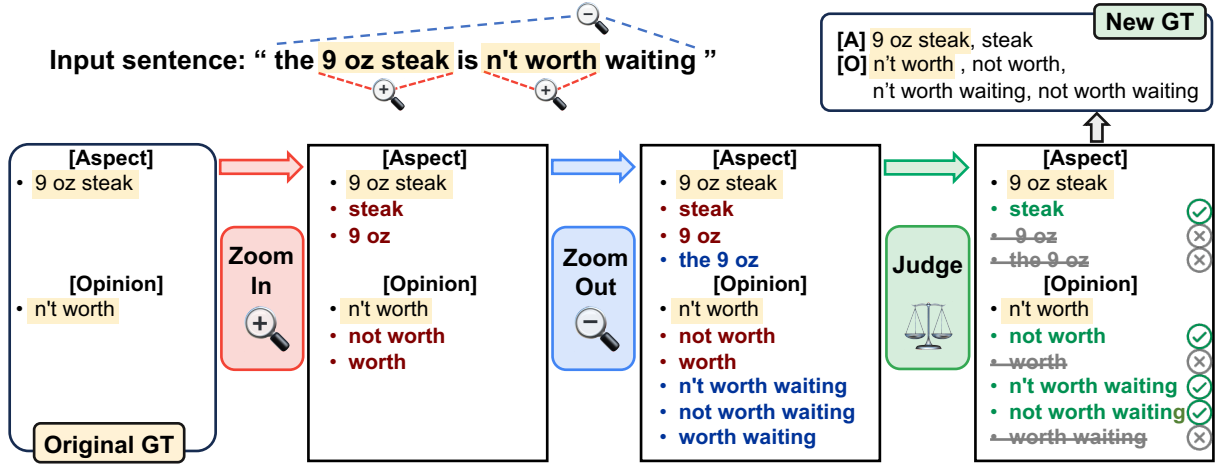 Input sentence: “ the 9 oz steak is n't worth waiting ”
New GT
[A] 9 oz steak, steak
[O] n't worth , not worth,
n't worth waiting, not worth waiting
[Aspect]
• 9 oz steak
[Opinion]
• n't worth
Original GT
Zoom
In
[Aspect]
• 9 oz steak
• steak
• 9 oz
[Opinion]
• n't worth
• not worth
• worth
Zoom
Out
[Aspect]
• 9 oz steak
• steak
• 9 oz
• the 9 oz
[Opinion]
• n't worth
• not worth
• worth
• n't worth waiting
• not worth waiting
• worth waiting
Judge
[Aspect]
• 9 oz steak
• steak
• 9 oz
• the 9 oz
[Opinion]
• n't worth
• not worth
• worth
• n't worth waiting
• not worth waiting
• worth waiting